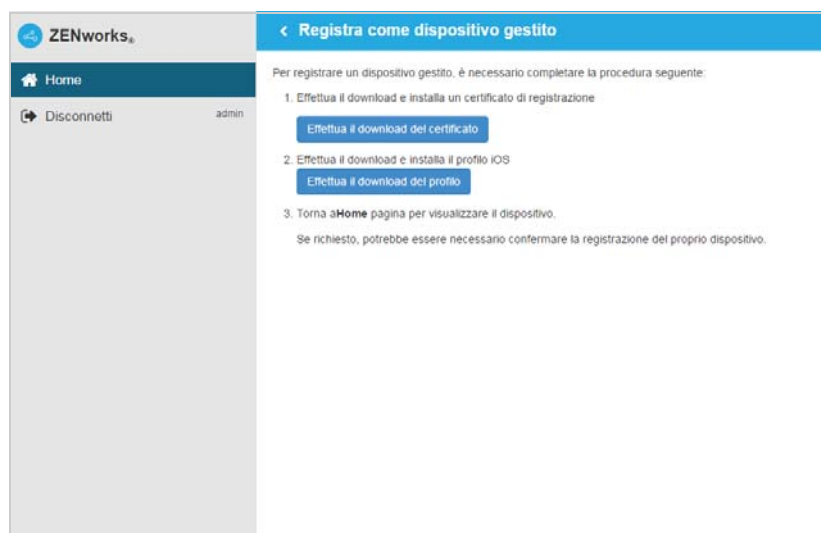 ZENworks®
Registra come dispositivo gestito
Home
Disconnetti admin
Per registrare un dispositivo gestito, è necessario completare la procedura seguente:
1. Effettua il download e installa un certificato di registrazione
Effettua il download del certificato
2. Effettua il download e installa il profilo iOS
Effettua il download del profilo
3. Torna aHome pagina per visualizzare il dispositivo.
Se richiesto, potrebbe essere necessario confermare la registrazione del proprio dispositivo.